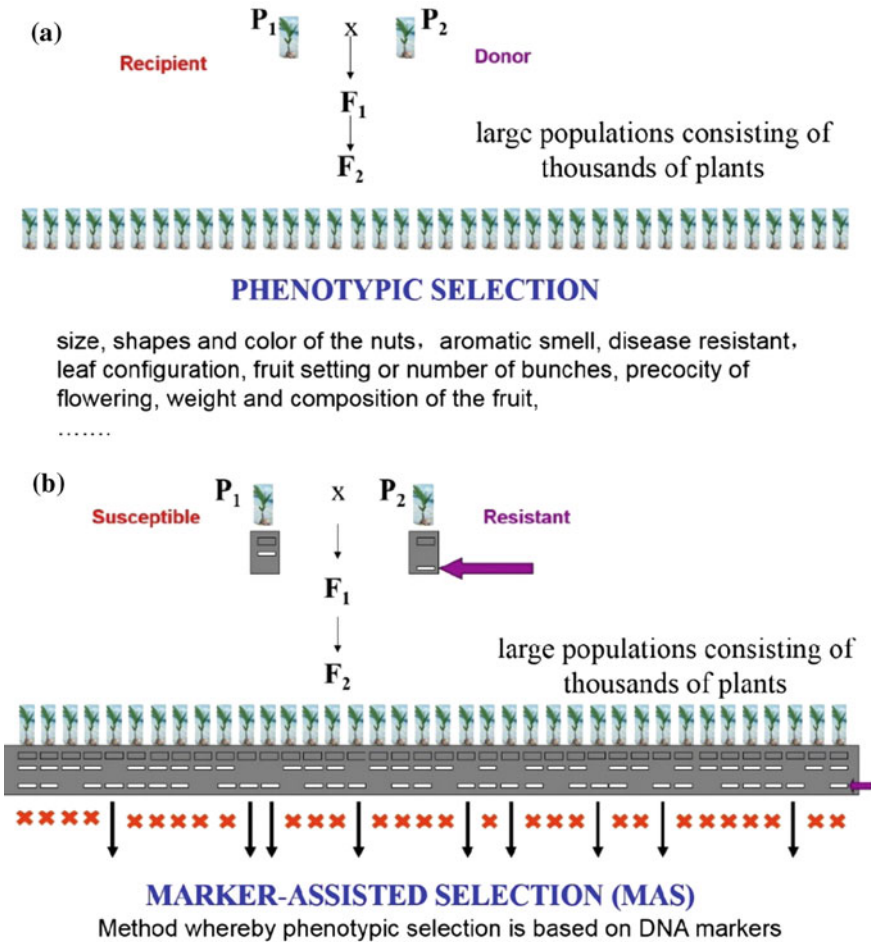 (a)
P1 x P2
Recipient Donor
F1
large populations consisting of
thousands of plants
F2
PHENOTYPIC SELECTION
size, shapes and color of the nuts, aromatic smell, disease resistant,
leaf configuration, fruit setting or number of bunches, precocity of
flowering, weight and composition of the fruit,
.......
(b)
P1 x P2
Susceptible Resistant
F1
large populations consisting of
thousands of plants
F2
MARKER-ASSISTED SELECTION (MAS)
Method whereby phenotypic selection is based on DNA markers